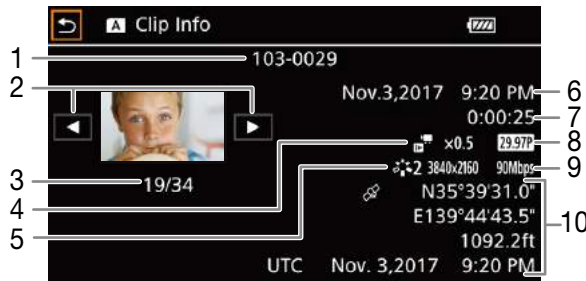 A Clip Info
1 103-0029
2 Nov.3,2017 9:20 PM 6
0:00:25 7
×0.5 29.97P 8
2 3840x2160 90Mbps 9
3 19/34
4 N35°39'31.0"
E139°44'43.5" 10
5 1092.2ft
UTC Nov. 3,2017 9:20 PM